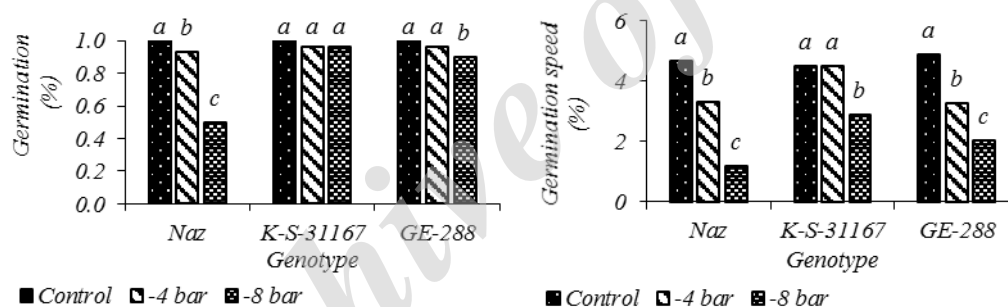 Germination
(%)
a b c a a a a a b
1.0
0.8
0.6
0.4
0.2
0.0
Naz K-S-31167 GE-288
Genotype
Control -4 bar -8 bar
Germination speed
(%)
a b c a a b a b c
6
4
2
0
Naz K-S-31167 GE-288
Genotype
Control -4 bar -8 bar
hive of